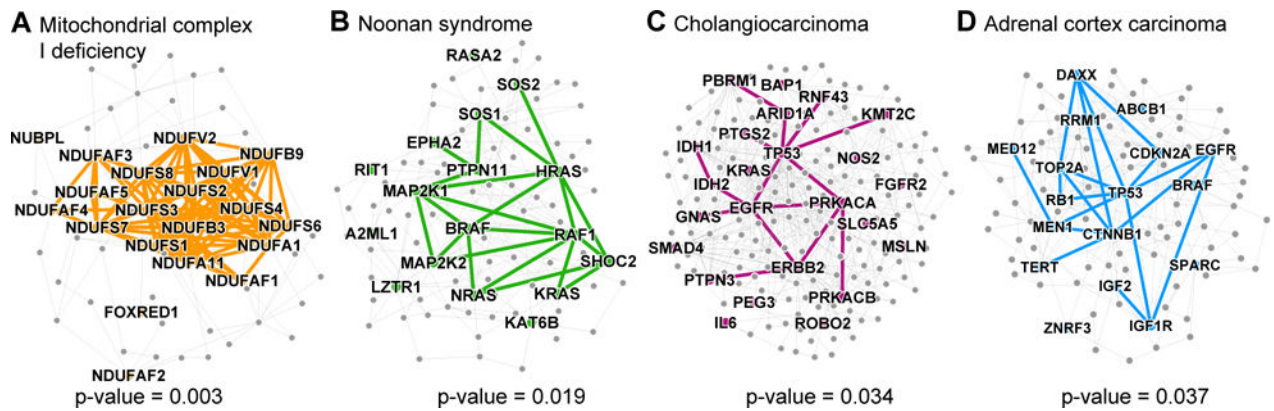 A Mitochondrial complex
I deficiency
NUBPL
NDUFV2
NDUFAF3
NDUFB9
NDUFS8
NDUFV1
NDUFAF5
NDUFS2
NDUFAF4
NDUFS3
NDUFS4
NDUFS7
NDUFB3
NDUFS6
NDUFS1
NDUFA1
NDUFA11
NDUFAF1
FOXRED1
NDUFAF2
p-value = 0.003
B Noonan syndrome
RASA2
SOS2
SOS1
EPHA2
RIT1
PTPN11
HRAS
MAP2K1
A2ML1
BRAF
RAF1
MAP2K2
SHOC2
LZTR1
NRAS
KRAS
KAT6B
p-value = 0.019
C Cholangiocarcinoma
PBRM1
BAP1
RNF43
ARID1A
KMT2C
PTGS2
IDH1
TP53
NOS2
KRAS
IDH2
FGFR2
GNAS
EGFR
PRKACA
SLC5A5
SMAD4
MSLN
ERBB2
PTPN3
PEG3
PRKACB
IL6
ROBO2
p-value = 0.034
D Adrenal cortex carcinoma
DAXX
ABCB1
RRM1
MED12
CDKN2A
EGFR
TOP2A
BRAF
TP53
RB1
MEN1
CTNNB1
TERT
SPARC
IGF2
ZNRF3
IGF1R
p-value = 0.037